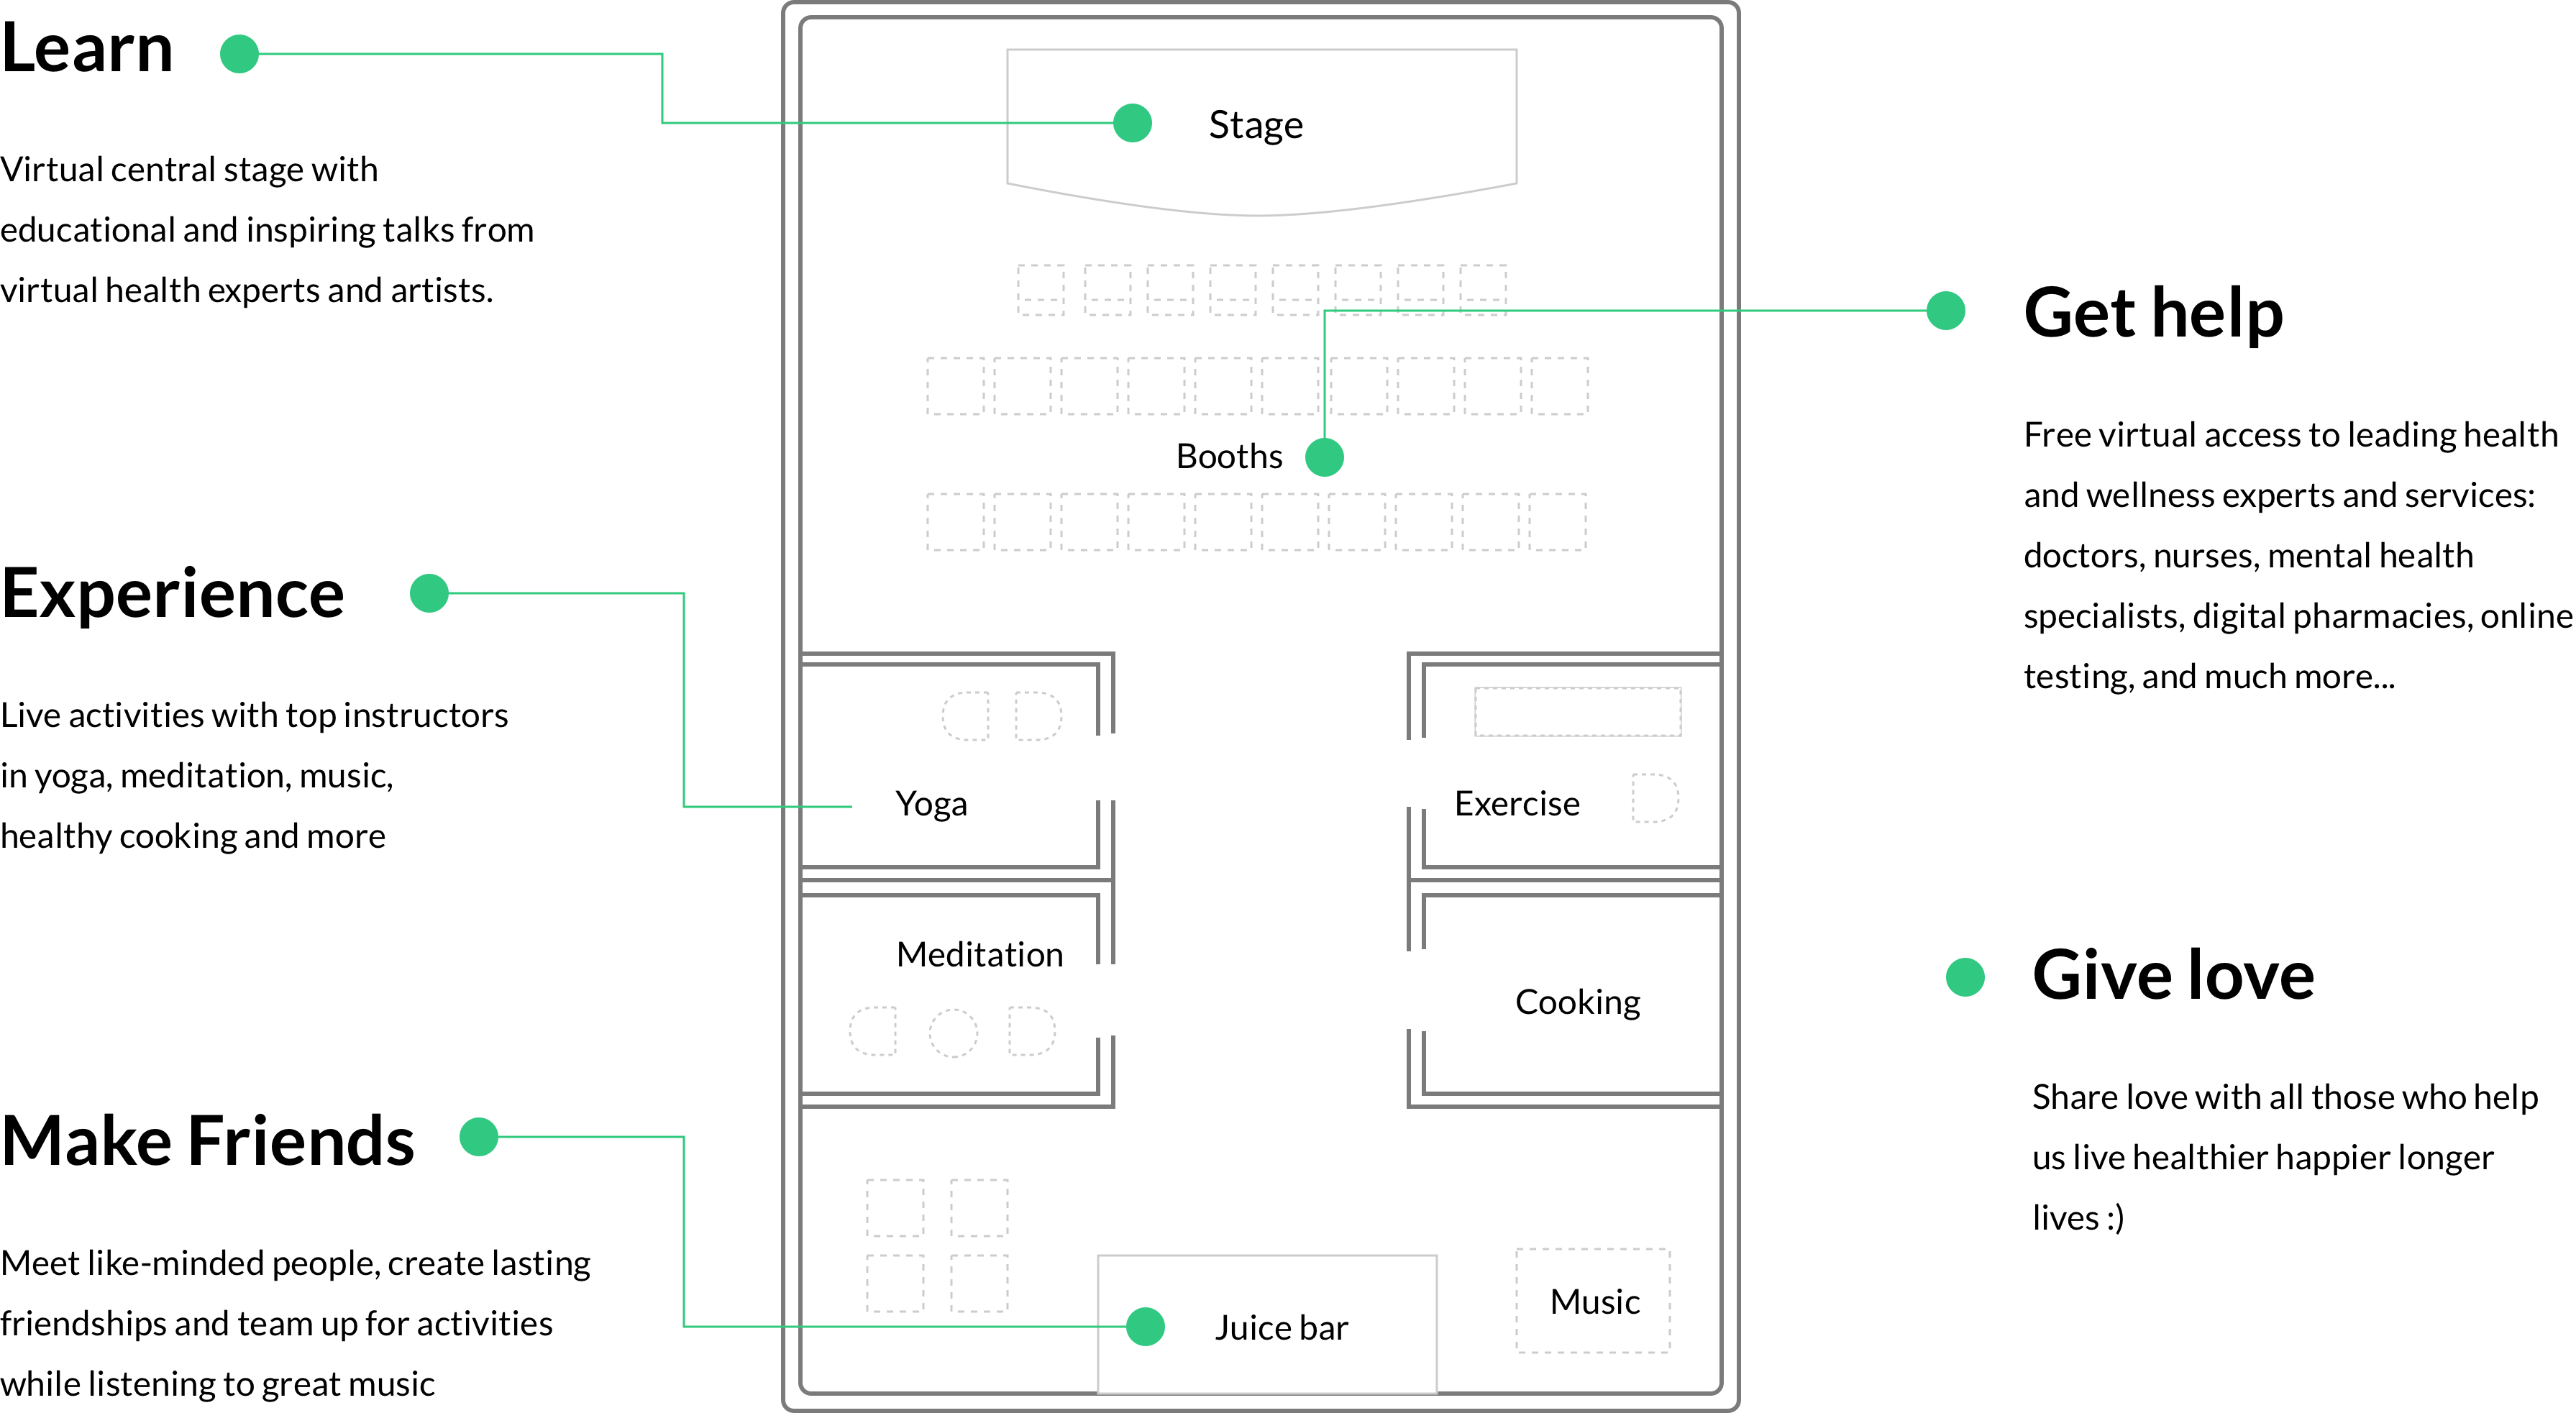 Learn
Virtual central stage with
educational and inspiring talks from
virtual health experts and artists.
Experience
Live activities with top instructors
in yoga, meditation, music,
healthy cooking and more
Make Friends
Meet like-minded people, create lasting
friendships and team up for activities
while listening to great music
Stage
Booths
Yoga
Exercise
Meditation
Cooking
Juice bar
Music
Get help
Free virtual access to leading health
and wellness experts and services:
doctors, nurses, mental health
specialists, digital pharmacies, online
testing, and much more...
Give love
Share love with all those who help
us live healthier happier longer
lives :)